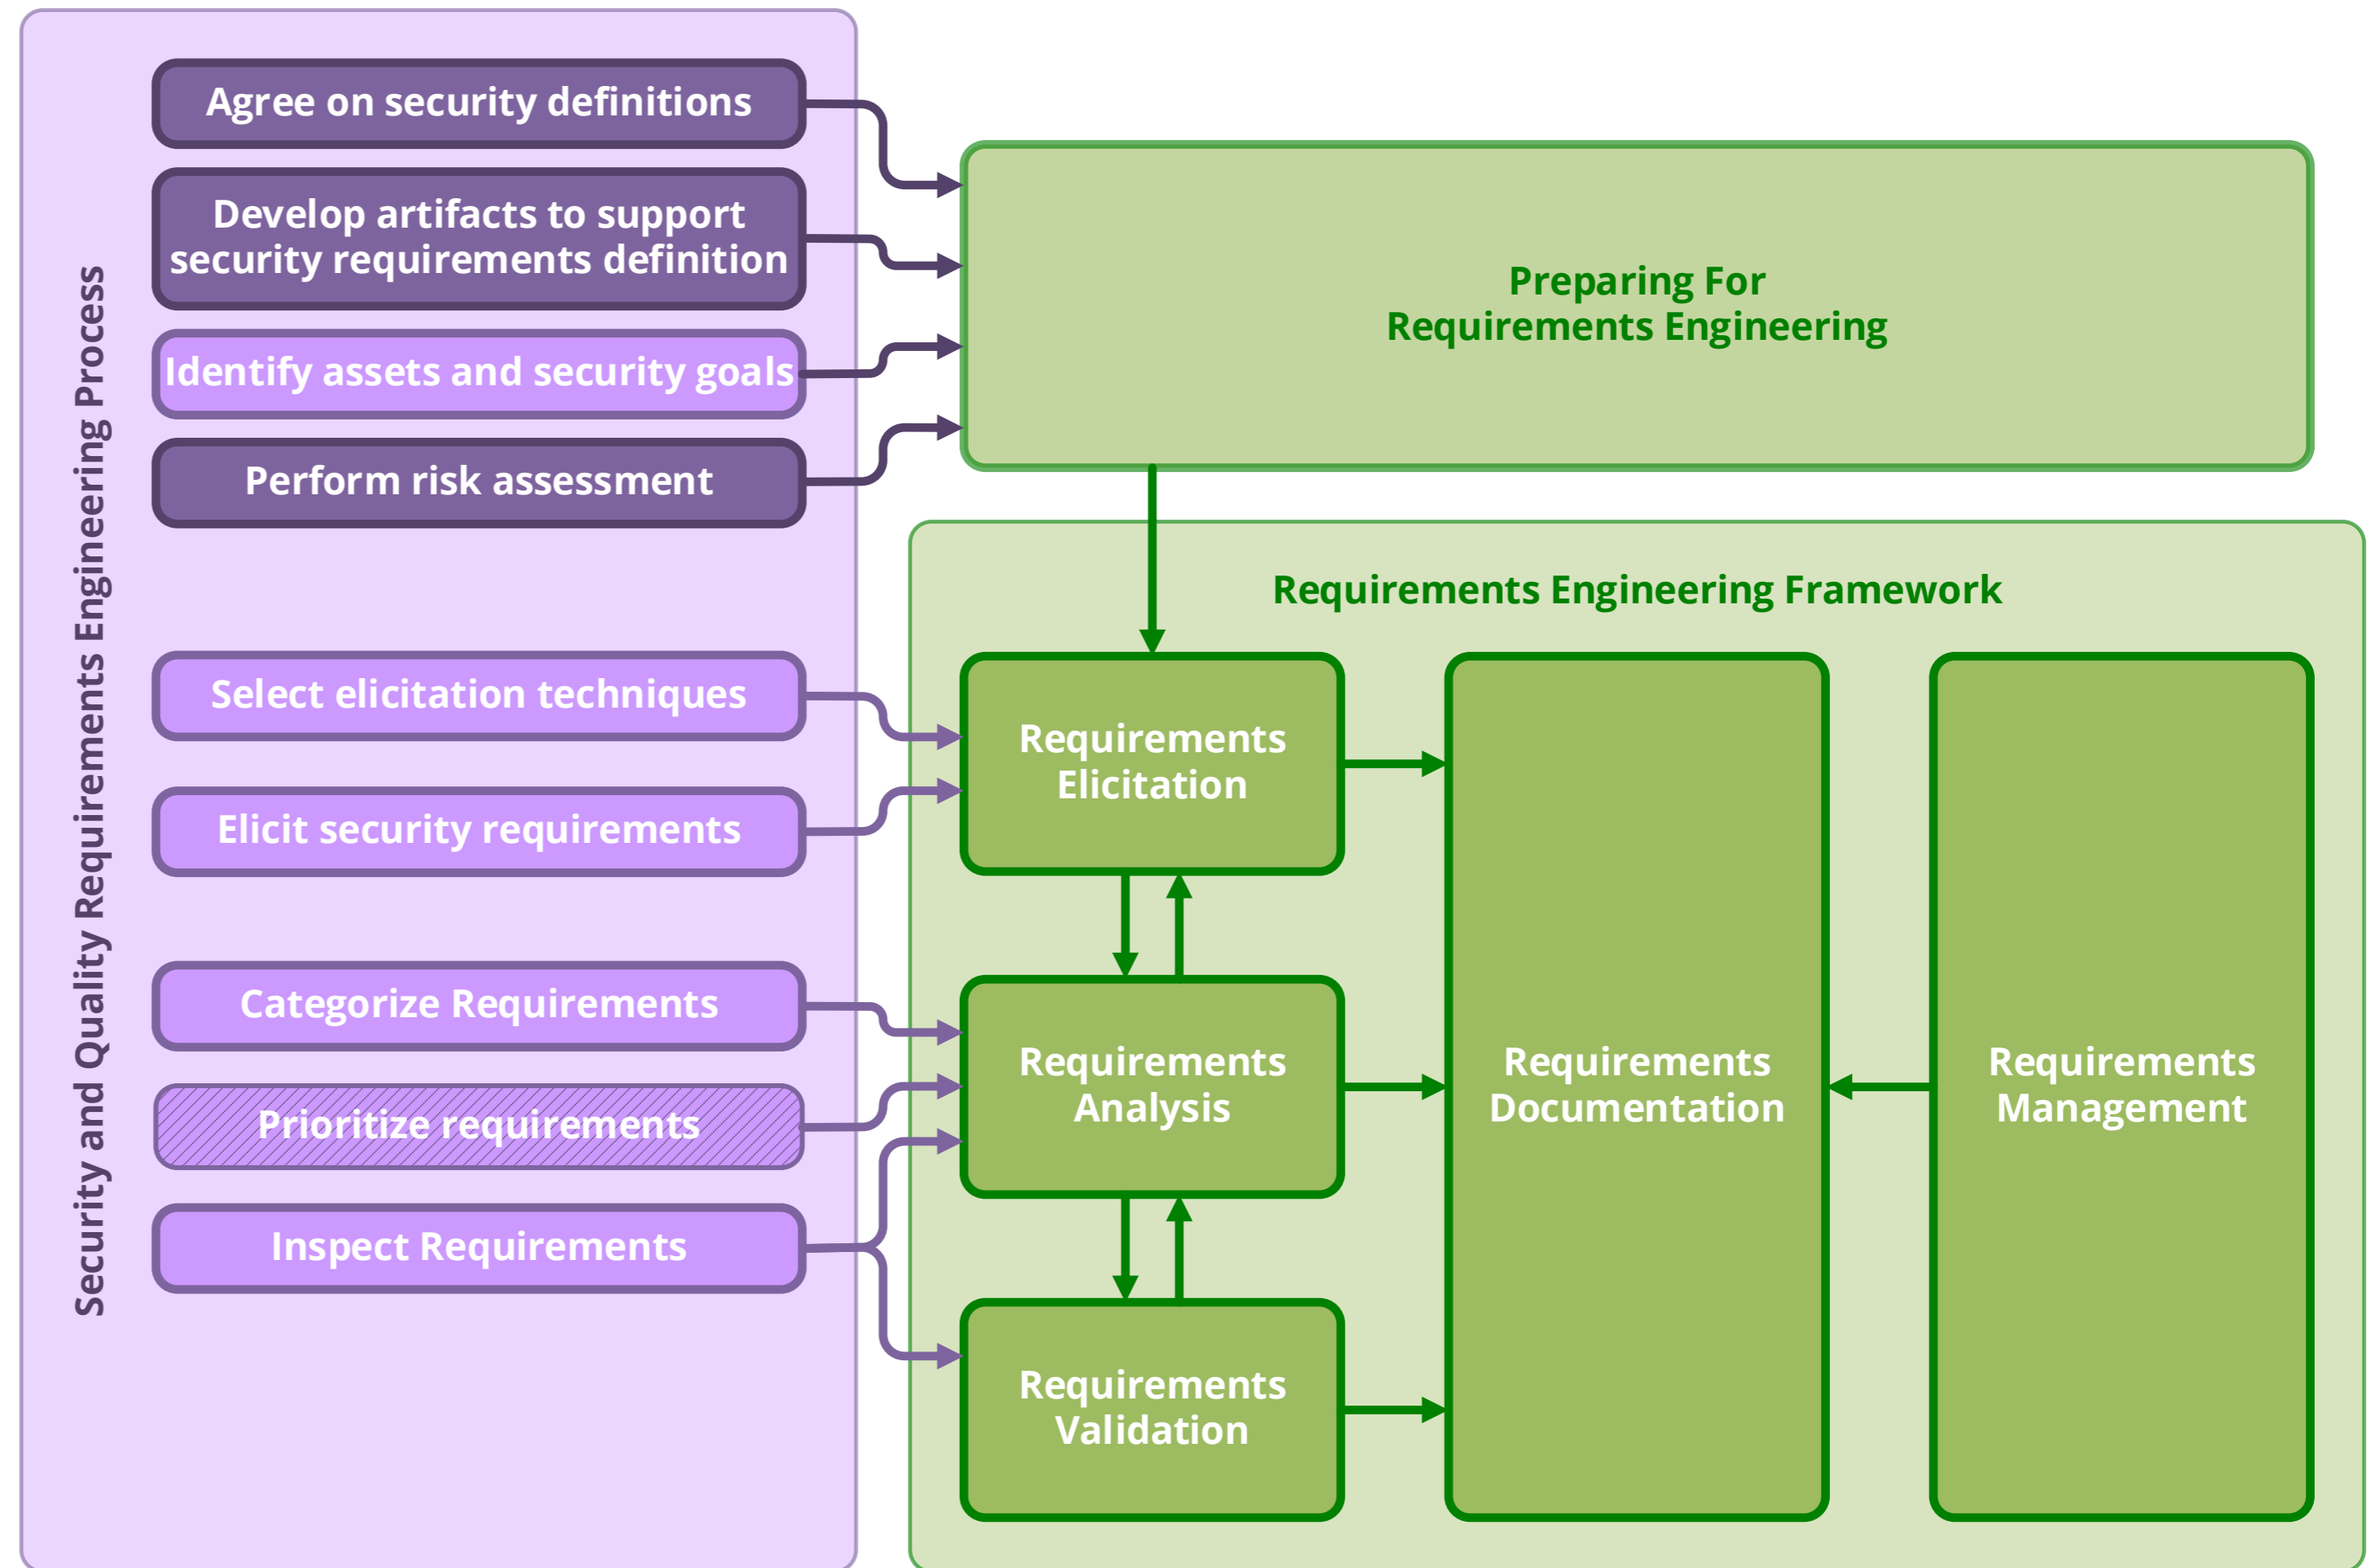 Security and Quality Requirements Engineering Process
Agree on security definitions
Develop artifacts to support
security requirements definition
Identify assets and security goals
Perform risk assessment
Select elicitation techniques
Elicit security requirements
Categorize Requirements
Prioritize requirements
Inspect Requirements
Preparing For
Requirements Engineering
Requirements Engineering Framework
Requirements
Elicitation
Requirements
Analysis
Requirements
Validation
Requirements
Documentation
Requirements
Management